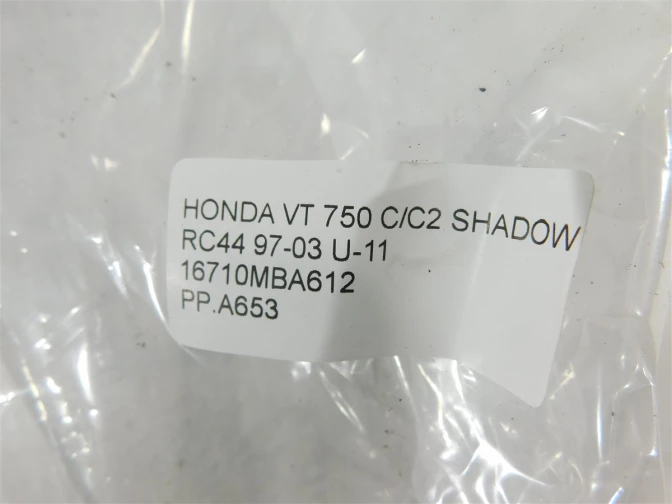 HONDA VT 750 C/C2 SHADOW
RC44 97-03 U-11
16710MBA612
PP.A653